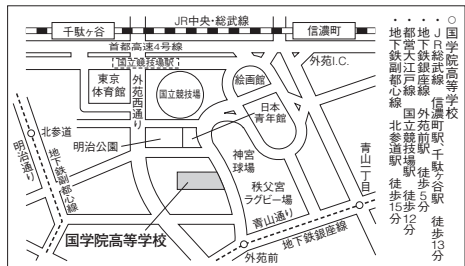 JR中央・総武線
千駄ヶ谷
信濃町
首都高速4号線
国立競技場駅
外苑I.C.
東京
体育館
外苑西通り
国立競技場
絵画館
日本
青年館
北参道
明治通り
地下鉄副都心線
明治公園
神宮
球場
秩父宮
ラグビー場
青山二丁目
青山通り
国学院高等学校
外苑前
地下鉄銀座線
○国学院高等学校
・JR総武線 信濃町駅、千駄ヶ谷駅 徒歩13分
・地下鉄銀座線 外苑前駅 徒歩5分
・都営大江戸線 国立競技場駅 徒歩12分
・地下鉄副都心線 北参道駅 徒歩15分